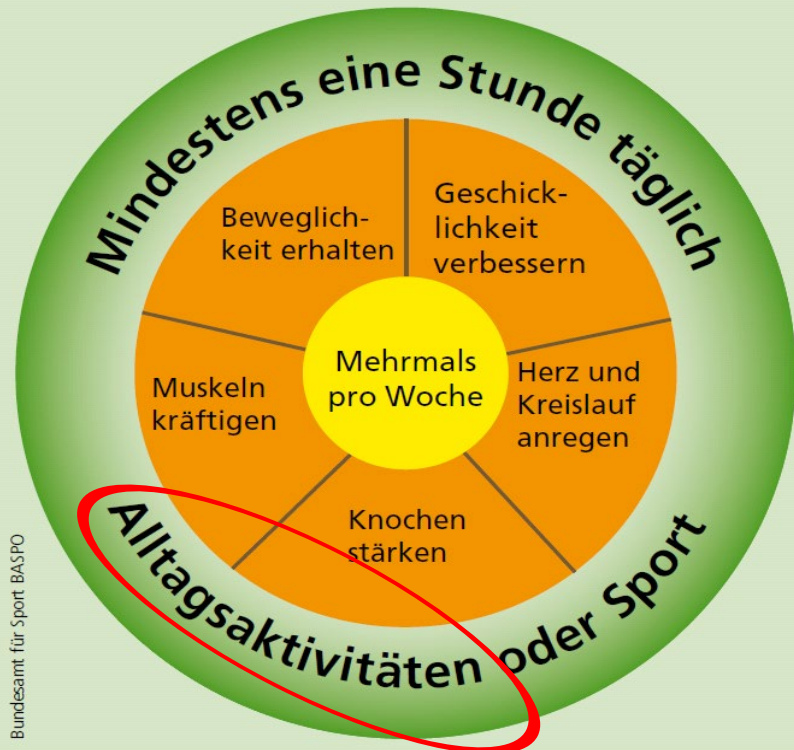 Mindestens eine Stunde täglich
Beweglich-
keit erhalten
Geschick-
lichkeit
verbessern
Mehrmals
pro Woche
Muskeln
kräftigen
Herz und
Kreislauf
anregen
Knochen
stärken
Alltagsaktivitäten oder Sport
Bundesamt für Sport BASPO